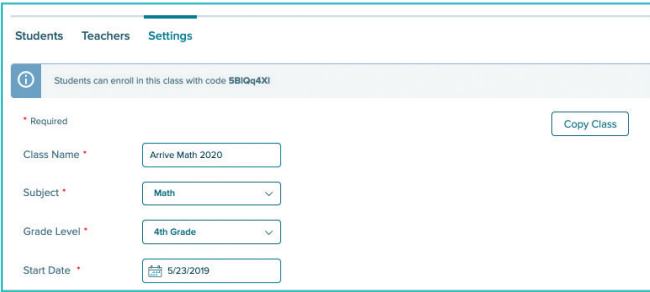 Students Teachers Settings
Students can enroll in this class with code 5BIQq4XI
* Required
Copy Class
Class Name * Arrive Math 2020
Subject * Math
Grade Level * 4th Grade
Start Date * 5/23/2019